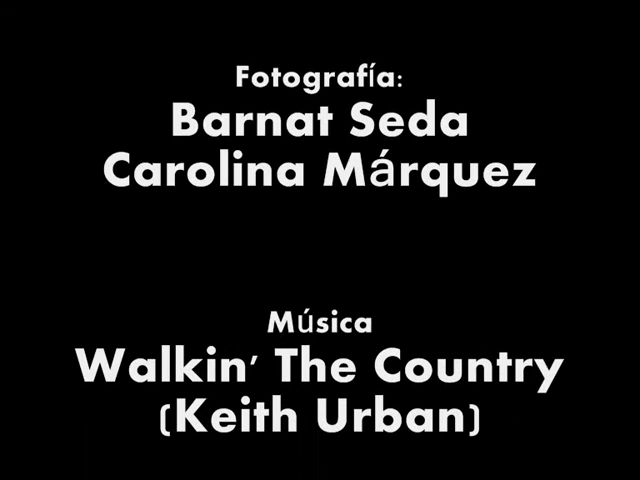 Fotografía:
Barnat Seda
Carolina Márquez
Música
Walkin' The Country
(Keith Urban)